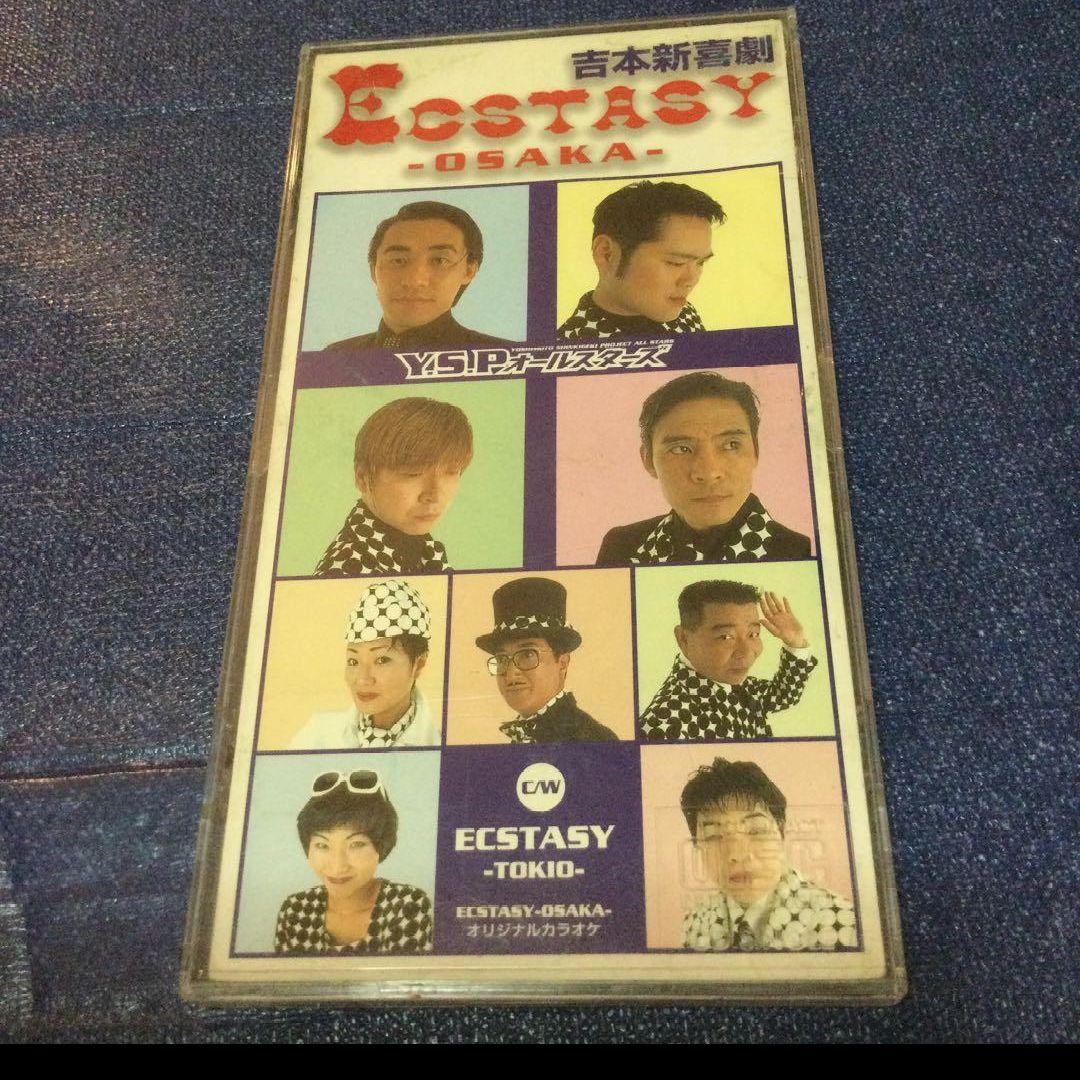 吉本新喜劇
ECSTASY
-OSAKA-
YOSHIMOTO SHINKIGEKI PROJECT ALL STARS
Y.S.Pオールスターズ
C/W
ECSTASY
-TOKIO-
ECSTASY-OSAKA-
オリジナルカラオケ